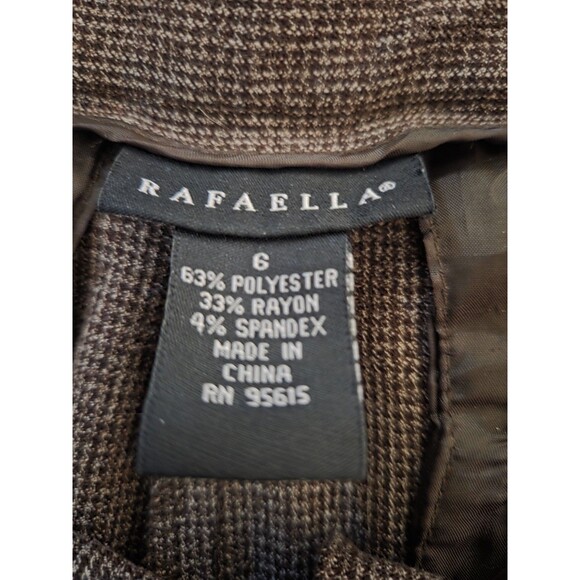 RAFAELLA®
6
63% POLYESTER
33% RAYON
4% SPANDEX
MADE IN
CHINA
RN 95615